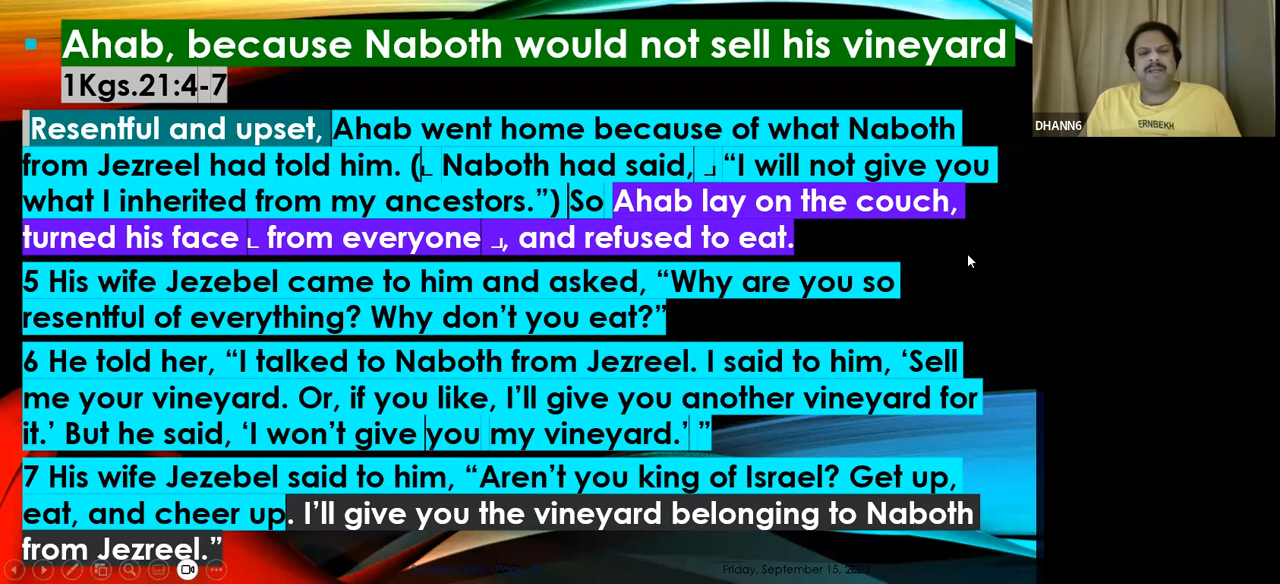 Ahab, because Naboth would not sell his vineyard
1Kgs.21:4-7
DHANN6
ERNBEKH
Resentful and upset, Ahab went home because of what Naboth
from Jezreel had told him. (⌞ Naboth had said, ⌟ “I will not give you
what I inherited from my ancestors.”) So Ahab lay on the couch,
turned his face ⌞ from everyone ⌟, and refused to eat.
5 His wife Jezebel came to him and asked, “Why are you so
resentful of everything? Why don’t you eat?”
6 He told her, “I talked to Naboth from Jezreel. I said to him, ‘Sell
me your vineyard. Or, if you like, I’ll give you another vineyard for
it.’ But he said, ‘I won’t give you my vineyard.’ ”
7 His wife Jezebel said to him, “Aren’t you king of Israel? Get up,
eat, and cheer up. I’ll give you the vineyard belonging to Naboth
from Jezreel.”
Friday, September 15,